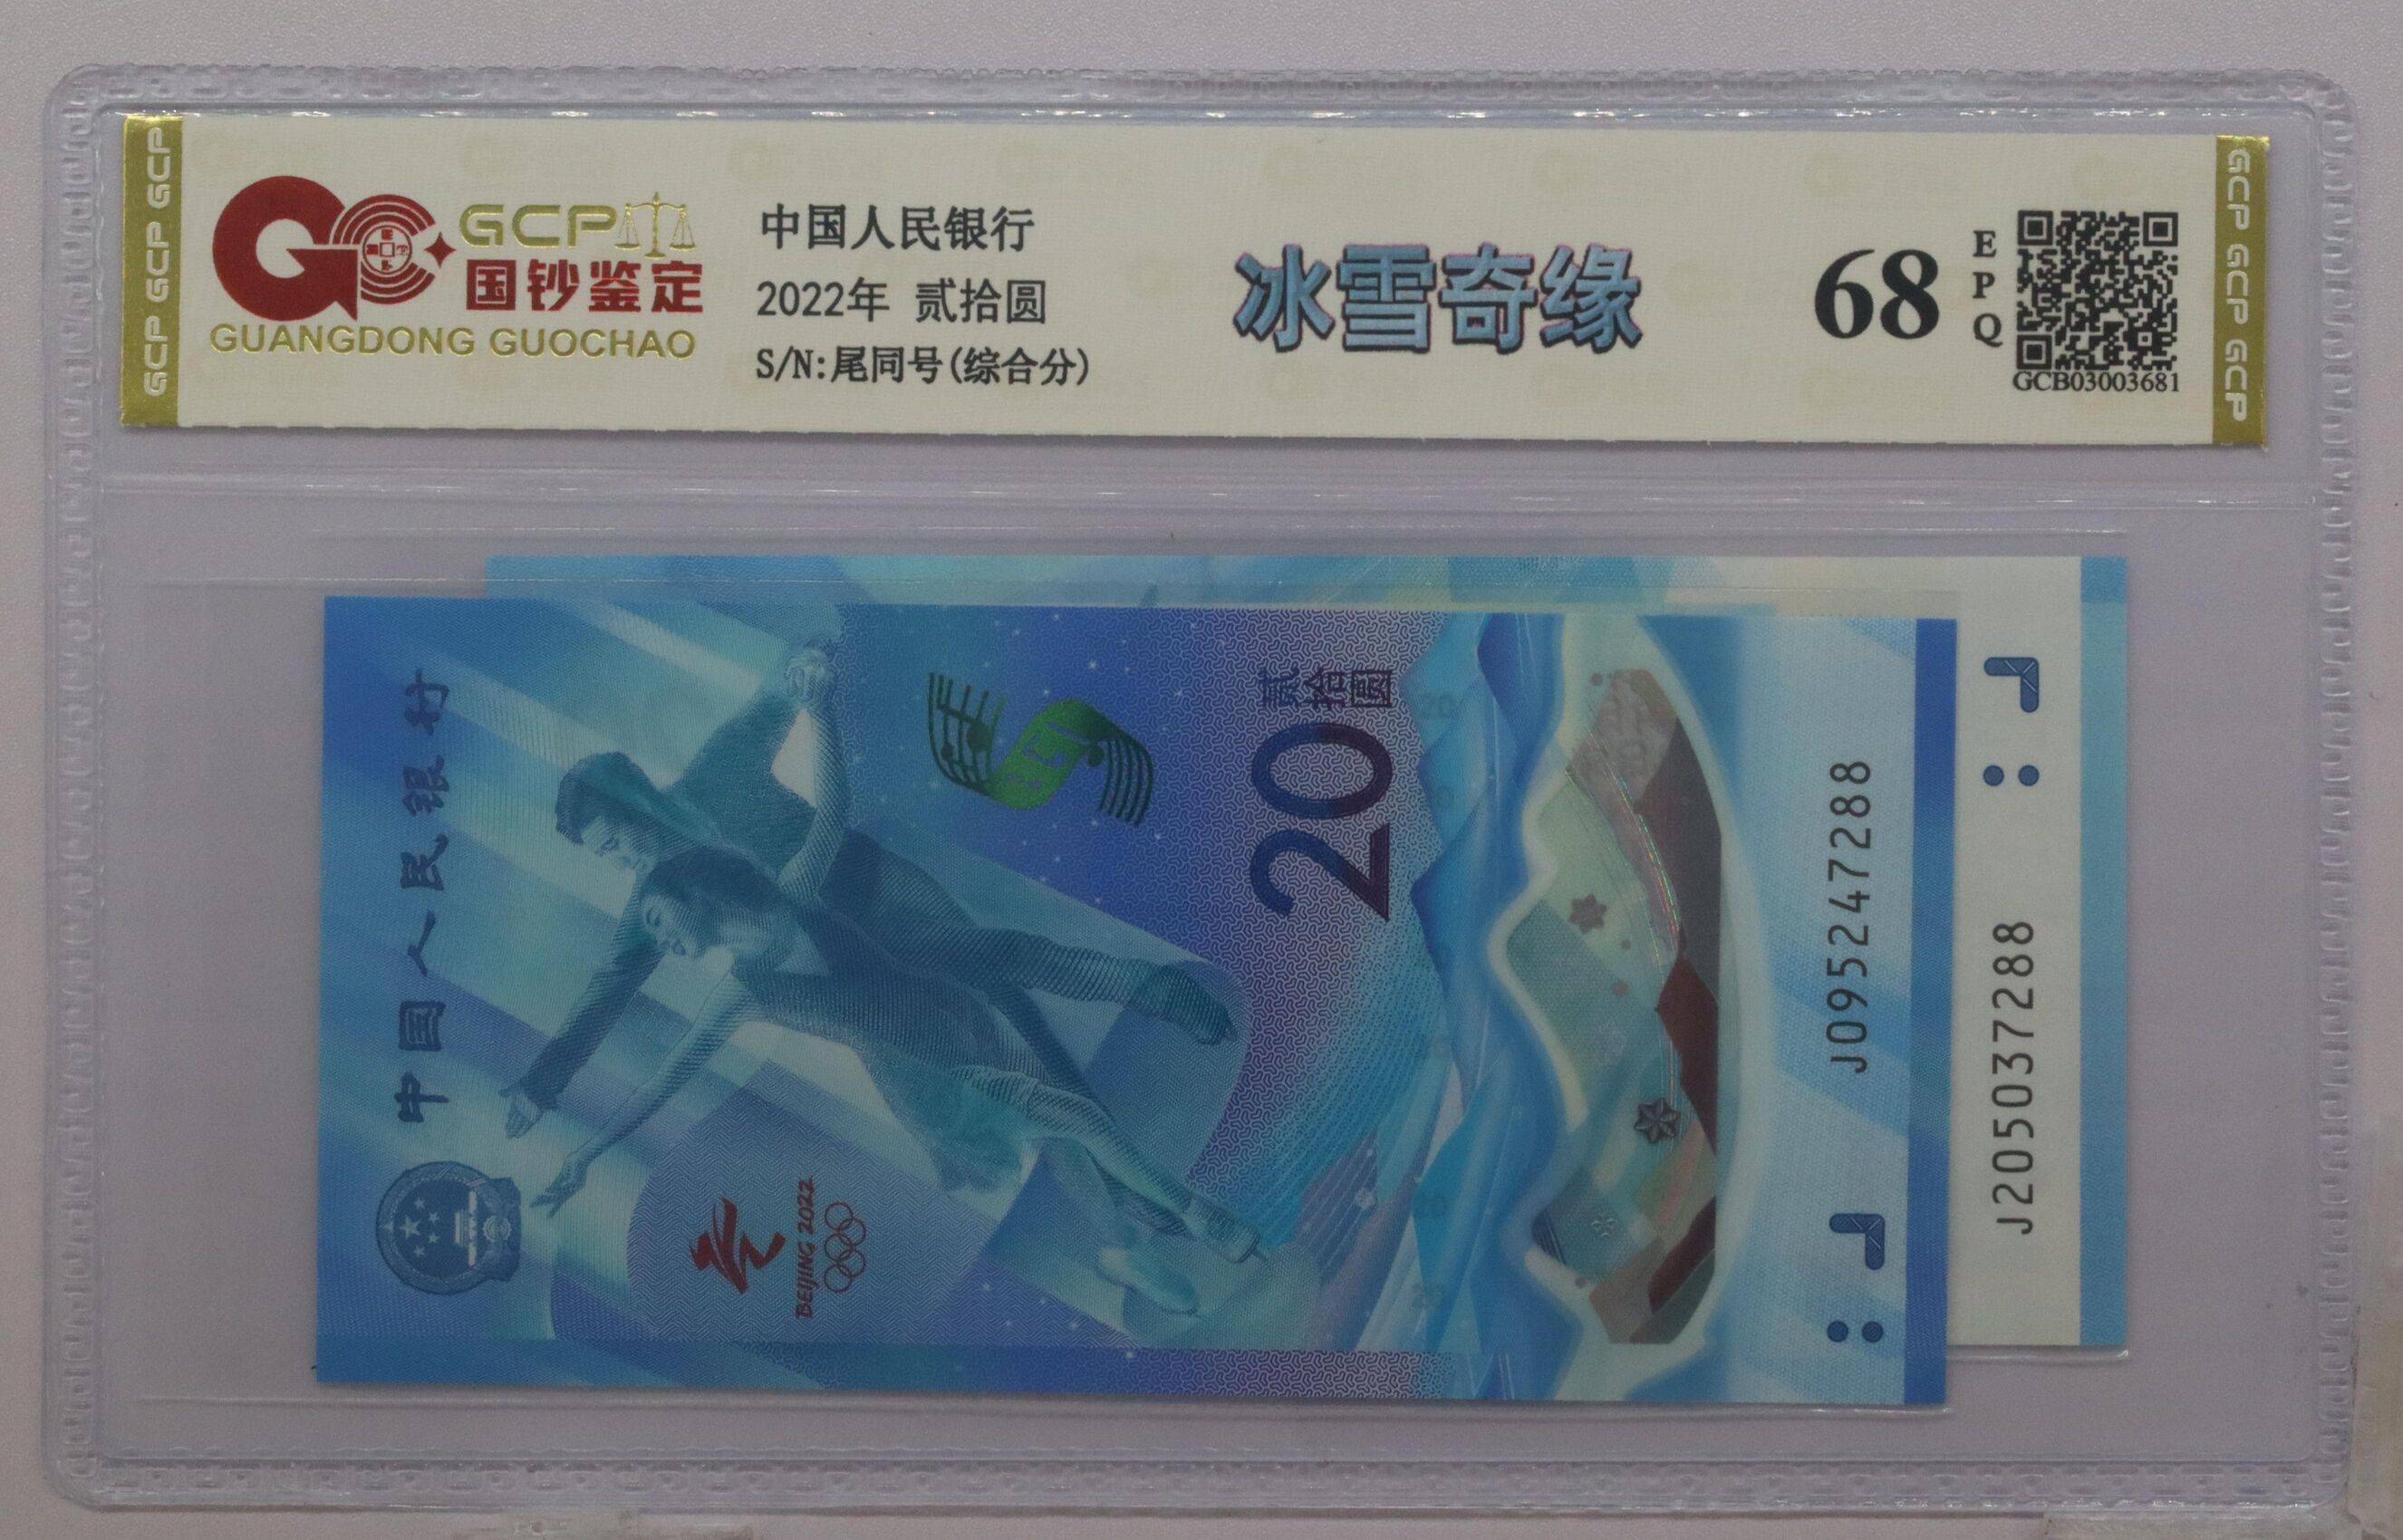 GCP GCP GCP
GCP
国钞鉴定
GUANGDONG GUOCHAO
中国人民银行
2022年 贰拾圆
S/N:尾同号(综合分)
冰雪奇缘
68
EPQ
GCB03003681
GCP GCP GCP
中国人民银行
BEIJING 2022
贰拾圆
20
J095247288
J205037288